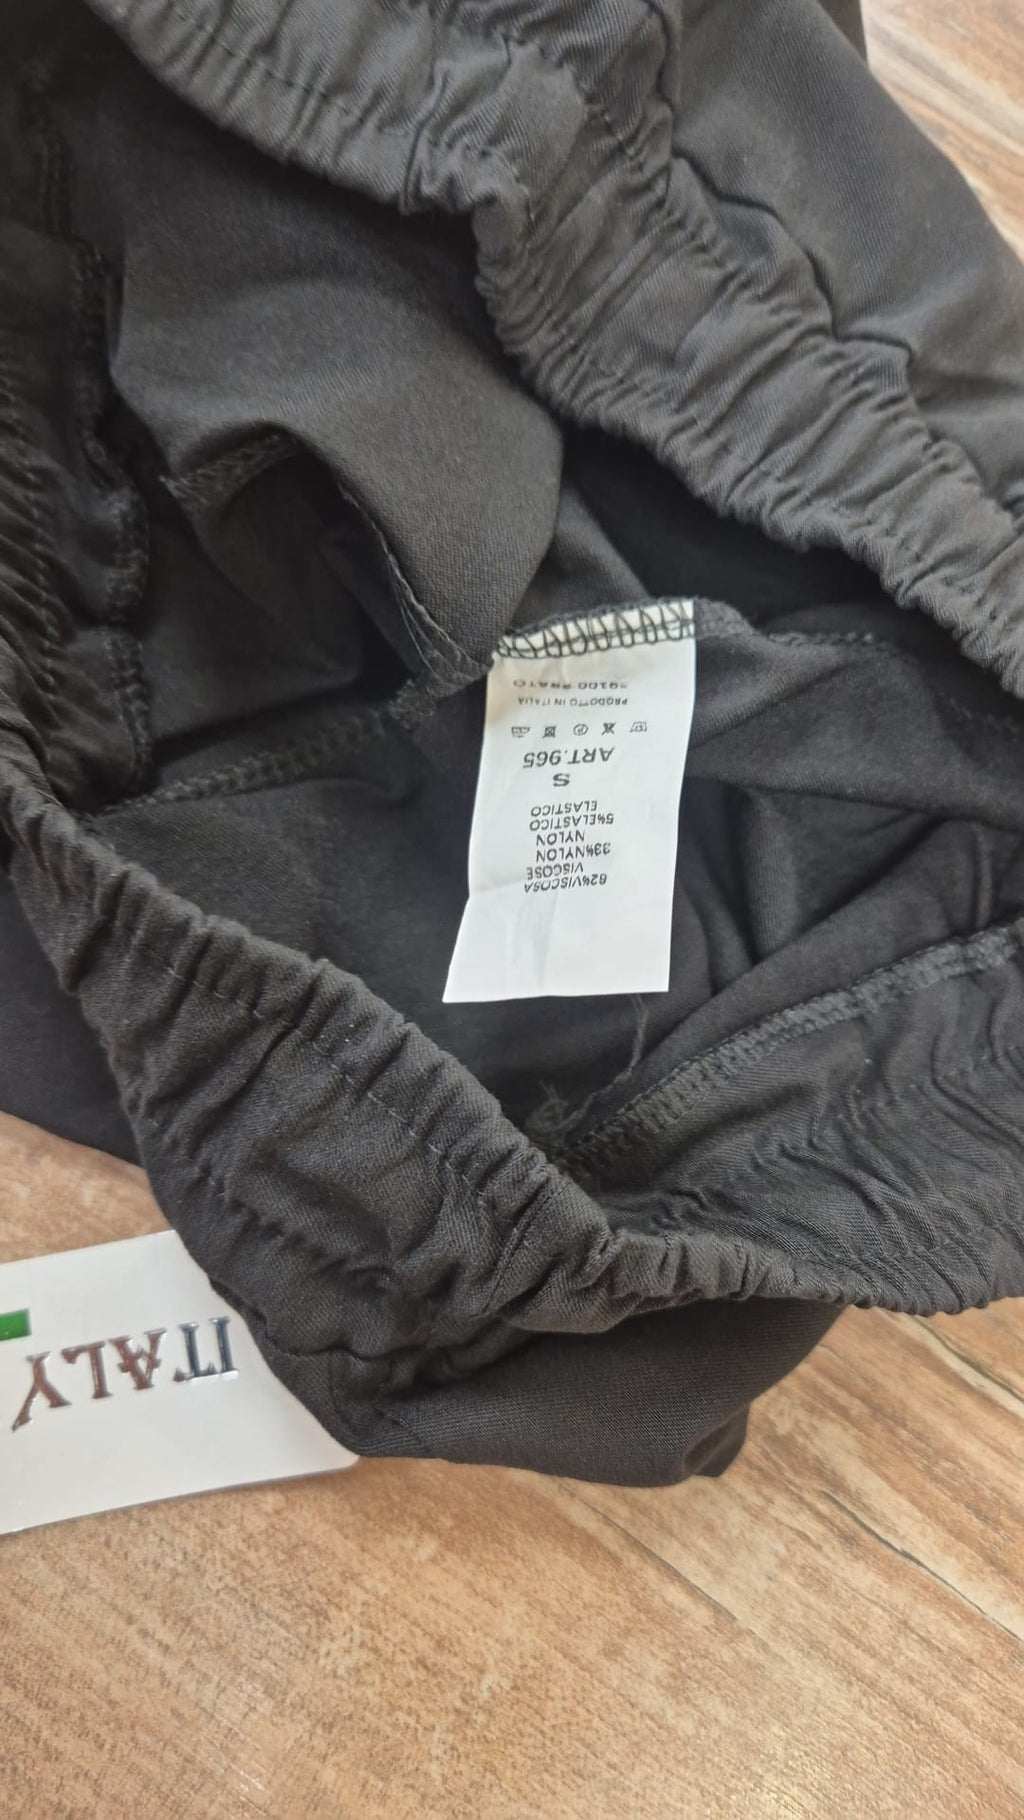 62%VISCOSA
VISCOSE
33%NYLON
NYLON
5%ELASTICO
ELASTICO
S
ART.965
PRODOTTO IN ITALIA
59100 PRATO
ITALY